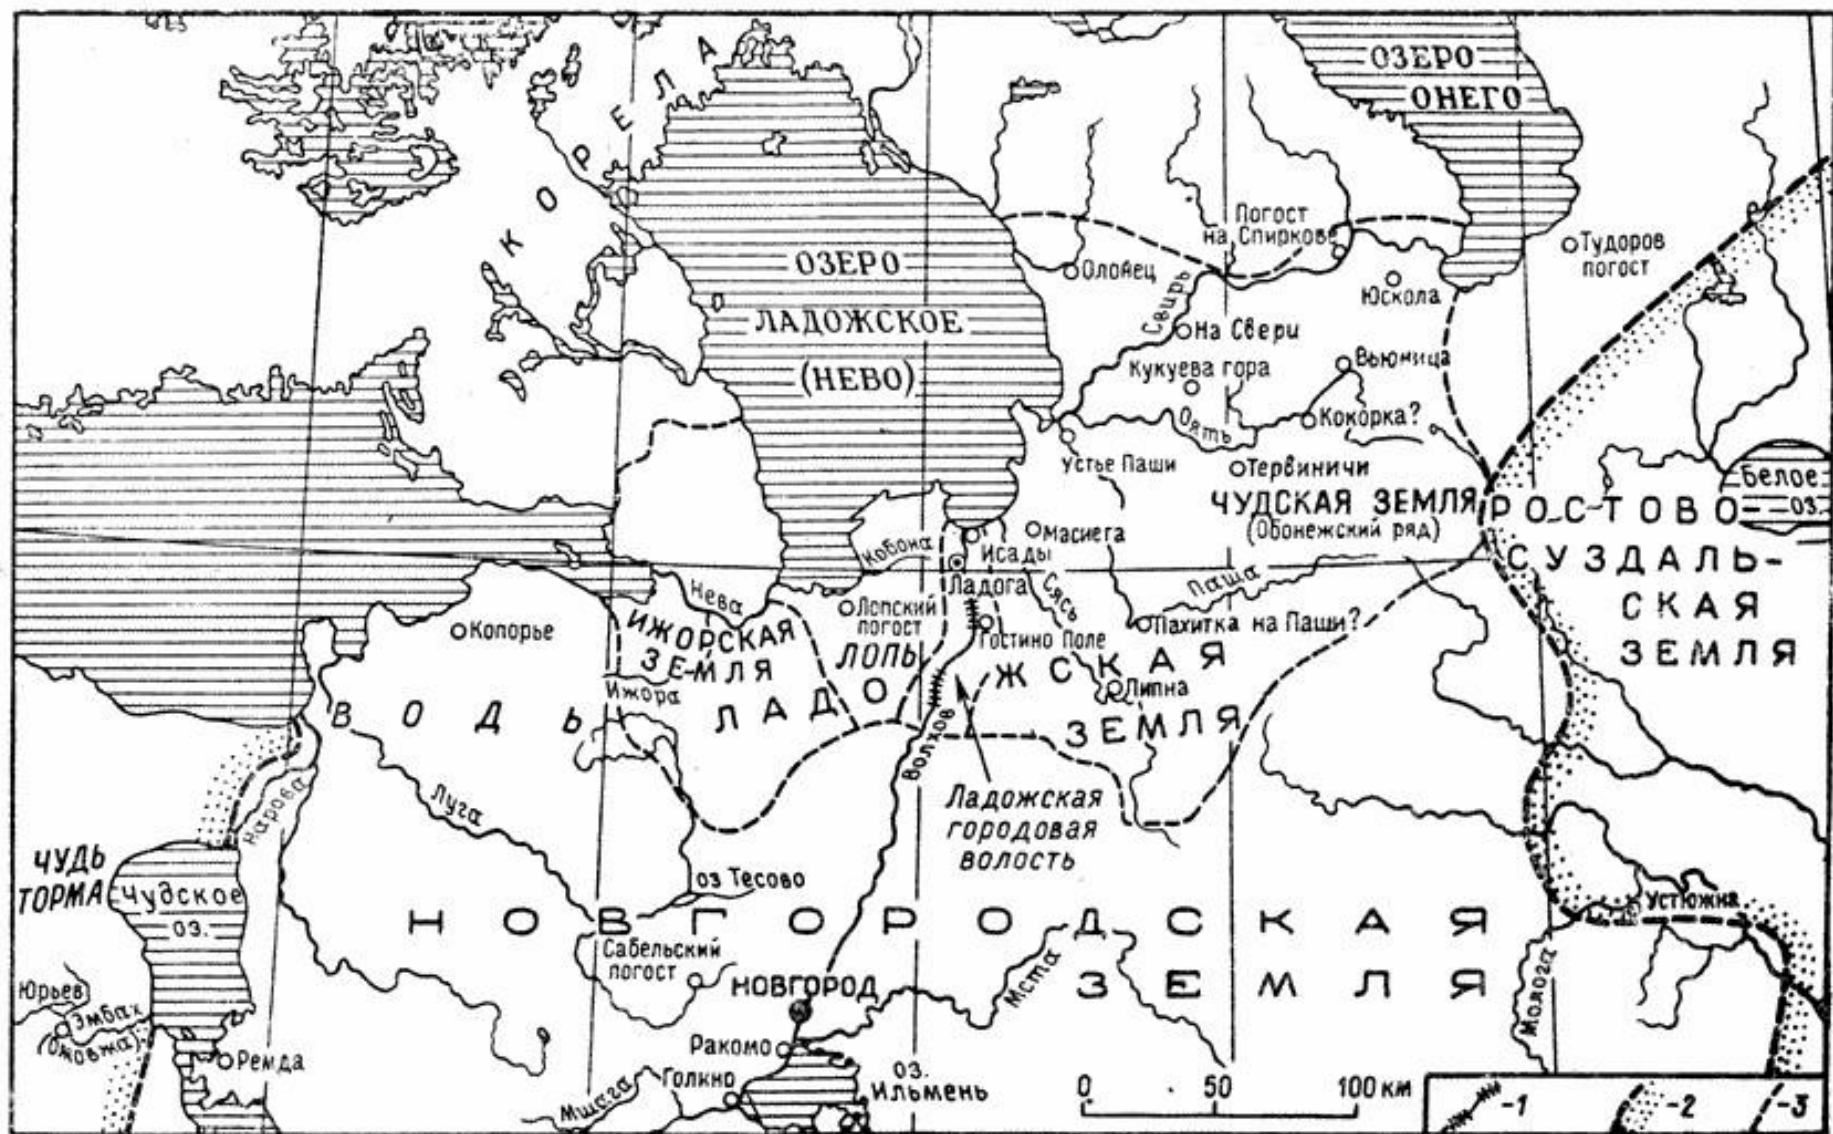 ОЗЕРО
ОНЕГО
КОРЕЛА
Погост
на Спиркове
Тудоров
погост
ОЗЕРО
ЛАДОЖСКОЕ
(НЕВО)
Олонец
Юскола
Свирь
На Свери
Вьюница
Кукуева гора
Оять
Кокорка?
Устье Паши
Тервиничи
ЧУДСКАЯ ЗЕМЛЯ
(Обонежский ряд)
Белое
оз.
РОСТОВО-
СУЗДАЛЬ-
СКАЯ
ЗЕМЛЯ
Масиега
Исады
Кобона
Ладога
Сясь
Паша
Нева
Лопский
погост
Гостино Поле
Пахитка на Паши?
Копорье
ИЖОРСКАЯ
ЗЕМЛЯ
ЛОПЬ
Ижора
ВОДЬ
ЛАДОЖСКАЯ
ЗЕМЛЯ
Липна
Волхов
Ладожская
городовая
волость
Нарова
Луга
ЧУДЬ
ТОРМА
Чудское
оз.
оз Тесово
Устюжна
НОВГОРОДСКАЯ
ЗЕМЛЯ
Сабельский
погост
НОВГОРОД
Мста
Молога
Юрьев
Эмбах
(Омовжа)
Ремда
Ракомо
Голкно
оз.
Ильмень
Мшага
0 50 100 км
-1 -2 -3